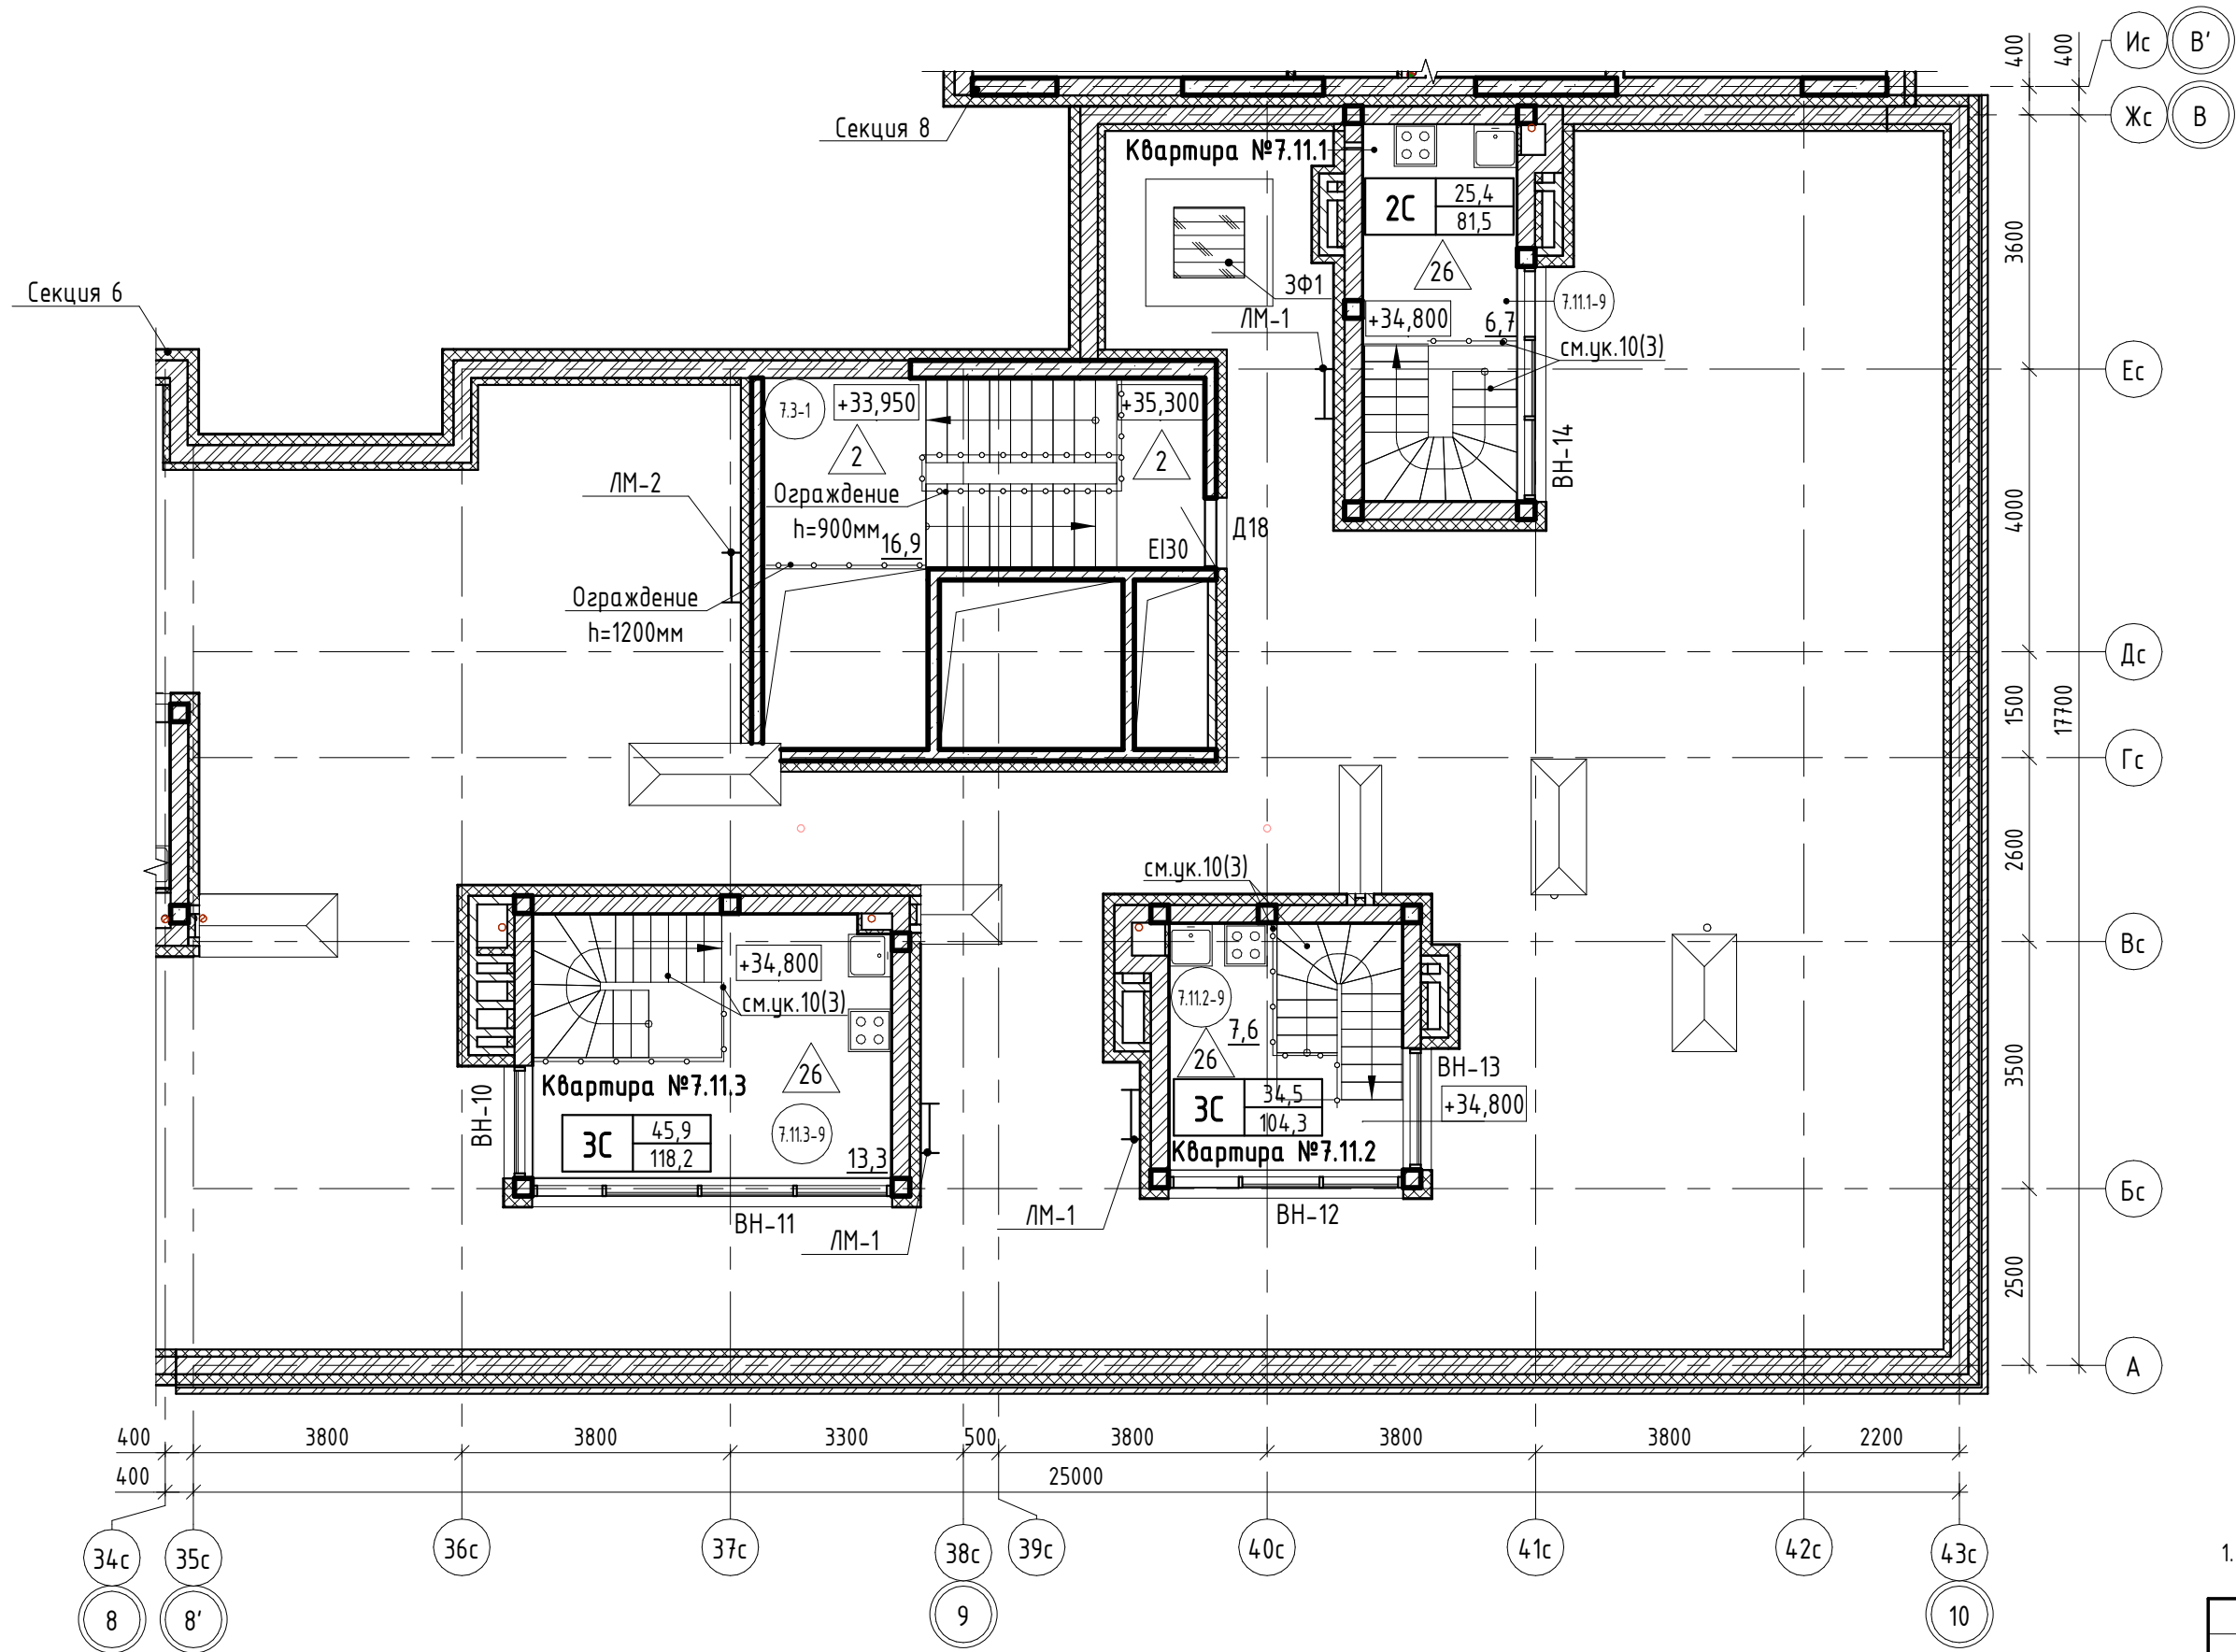 Ис
В'
400
400
Жс
В
Секция 8
Квартира №7.11.1
2С
25,4
81,5
3600
26
7.11.1-9
Секция 6
ЗФ1
ЛМ-1
+34,800
6,7
см.ук.10(3)
Ес
7.3-1
+33,950
+35,300
2
2
ВН-14
ЛМ-2
Ограждение
h=900мм
16,9
EI30
Д18
4000
Ограждение
h=1200мм
Дс
1500
17700
Гс
2600
см.ук.10(3)
Вс
+34,800
см.ук.10(3)
7.11.2-9
7,6
26
26
3500
Квартира №7.11.3
ВН-10
ВН-13
+34,800
3С
45,9
118,2
7.11.3-9
13,3
3С
34,5
104,3
Квартира №7.11.2
Бс
ВН-11
ЛМ-1
ЛМ-1
ВН-12
2500
А
400
3800
3800
3300
500
3800
3800
3800
2200
400
25000
34с
35с
36с
37с
38с
39с
40с
41с
42с
43с
1.
8
8'
9
10